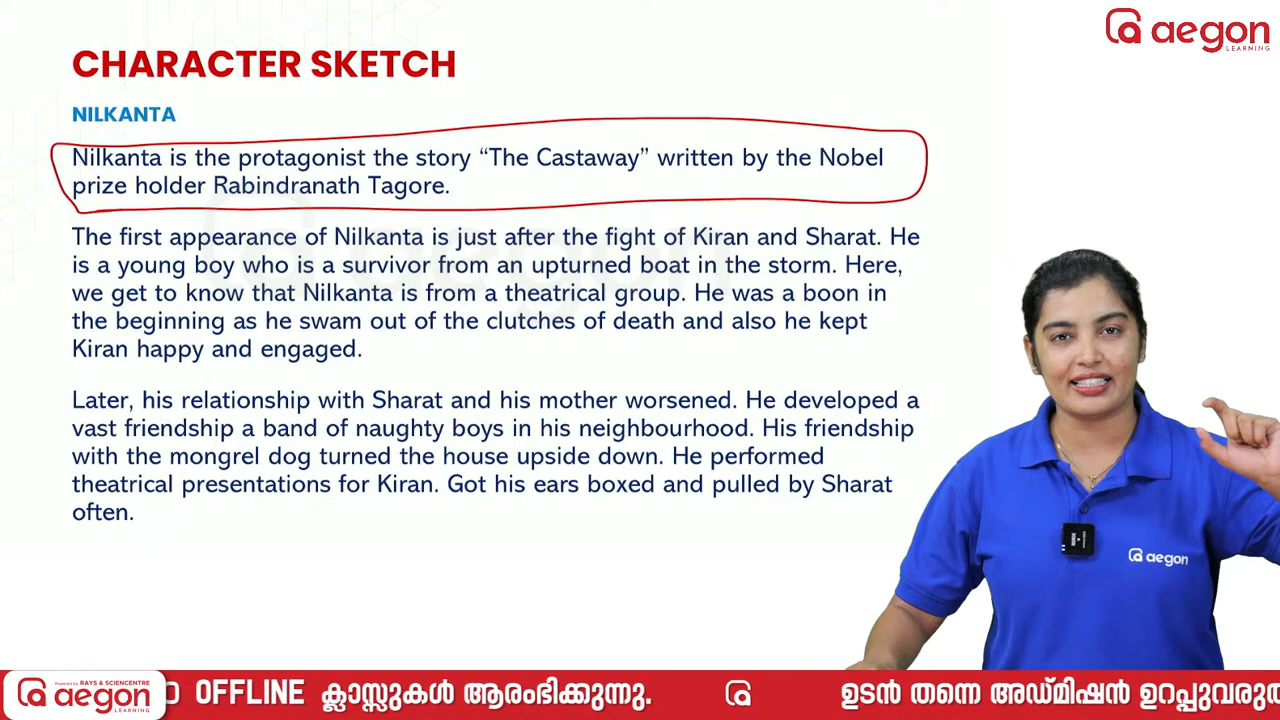 aegon
LEARNING
CHARACTER SKETCH
NILKANTA
Nilkanta is the protagonist the story “The Castaway” written by the Nobel
prize holder Rabindranath Tagore.
The first appearance of Nilkanta is just after the fight of Kiran and Sharat. He
is a young boy who is a survivor from an upturned boat in the storm. Here,
we get to know that Nilkanta is from a theatrical group. He was a boon in
the beginning as he swam out of the clutches of death and also he kept
Kiran happy and engaged.
Later, his relationship with Sharat and his mother worsened. He developed a
vast friendship a band of naughty boys in his neighbourhood. His friendship
with the mongrel dog turned the house upside down. He performed
theatrical presentations for Kiran. Got his ears boxed and pulled by Sharat
often.
aegon
Powered by RAYS & SCIENCENTRE
aegon
LEARNING
OFFLINE ക്ലാസ്സുകൾ ആരംഭിക്കുന്നു. ഉടൻ തന്നെ അഡ്മിഷൻ ഉറപ്പുവരുത